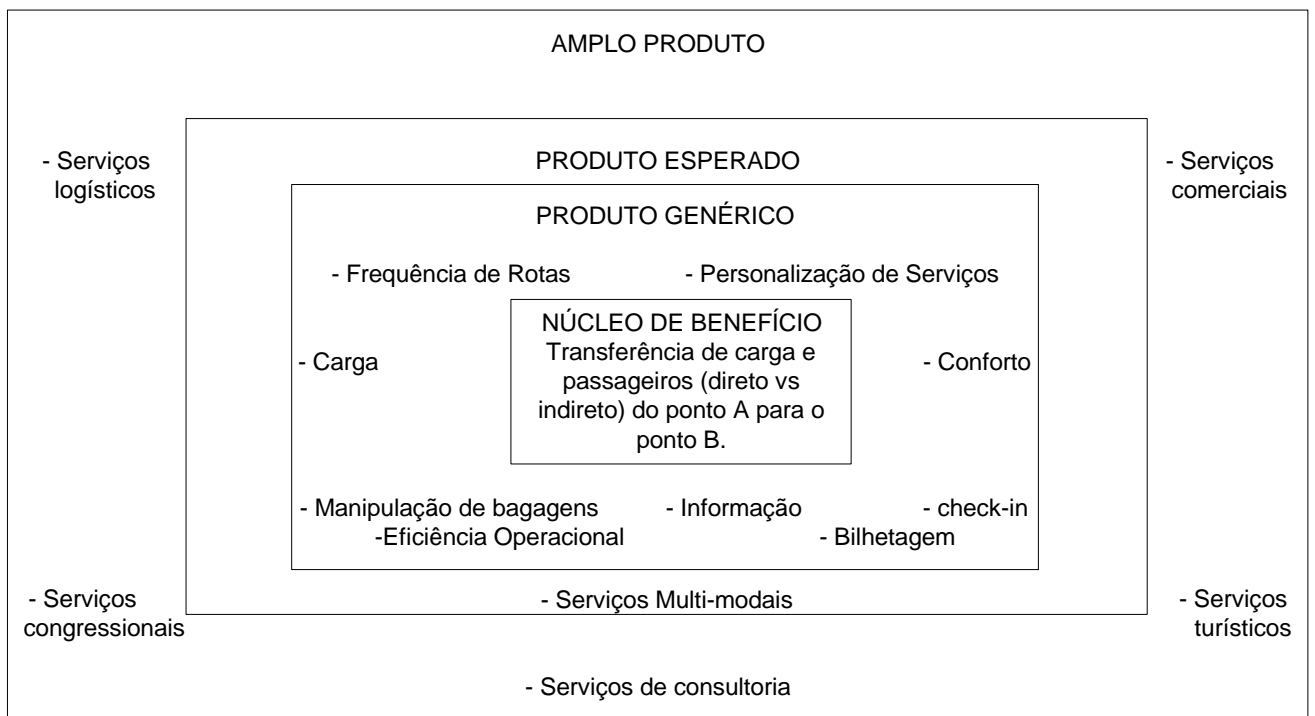 AMPLO PRODUTO
- Serviços
logísticos
PRODUTO ESPERADO
- Serviços
comerciais
PRODUTO GENÉRICO
- Frequência de Rotas
- Personalização de Serviços
- Carga
NÚCLEO DE BENEFÍCIO
Transferência de carga e
passageiros (direto vs
indireto) do ponto A para o
ponto B.
- Conforto
- Manipulação de bagagens
- Informação
- check-in
-Eficiência Operacional
- Bilhetagem
- Serviços
congressionais
- Serviços Multi-modais
- Serviços
turísticos
- Serviços de consultoria